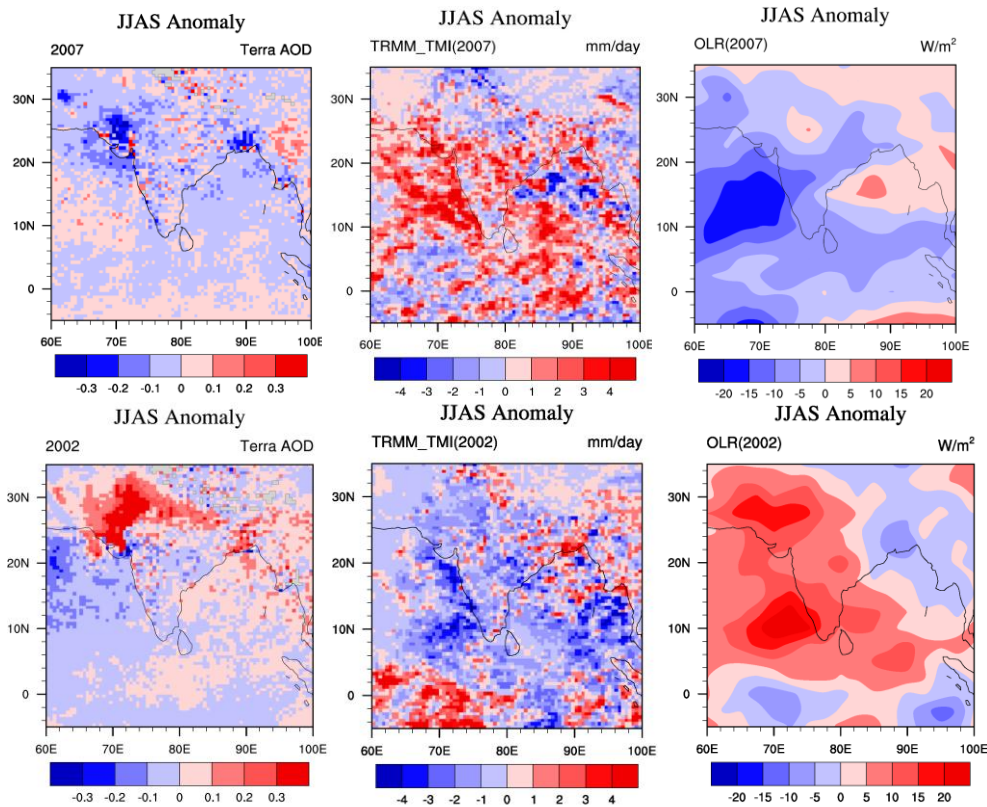 JJAS Anomaly
2007 Terra AOD
30N
20N
10N
0
60E 70E 80E 90E 100E
-0.3 -0.2 -0.1 0 0.1 0.2 0.3
JJAS Anomaly
TRMM_TMI(2007) mm/day
30N
20N
10N
0
60E 70E 80E 90E 100E
-4 -3 -2 -1 0 1 2 3 4
JJAS Anomaly
OLR(2007) W/m²
30N
20N
10N
0
60E 70E 80E 90E 100E
-20 -15 -10 -5 0 5 10 15 20
JJAS Anomaly
2002 Terra AOD
30N
20N
10N
0
60E 70E 80E 90E 100E
-0.3 -0.2 -0.1 0 0.1 0.2 0.3
JJAS Anomaly
TRMM_TMI(2002) mm/day
30N
20N
10N
0
60E 70E 80E 90E 100E
-4 -3 -2 -1 0 1 2 3 4
JJAS Anomaly
OLR(2002) W/m²
30N
20N
10N
0
60E 70E 80E 90E 100E
-20 -15 -10 -5 0 5 10 15 20